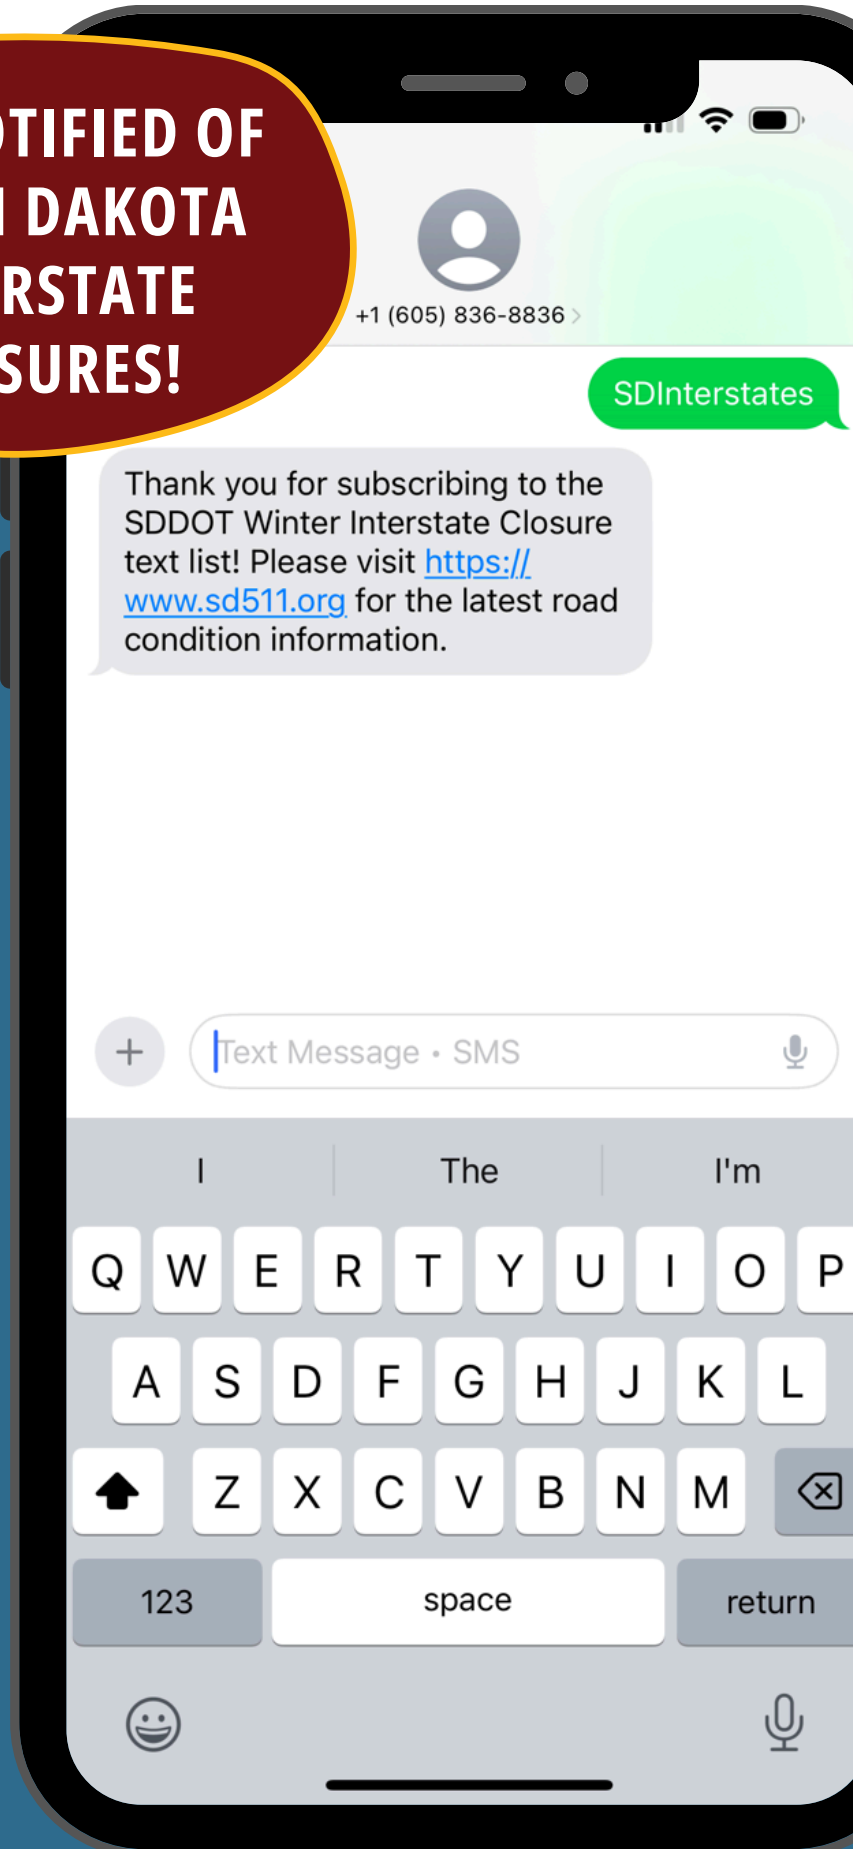 OTIFIED OF
DAKOTA
RSTATE
SURES!
+1 (605) 836-8836
SDInterstates
Thank you for subscribing to the
SDDOT Winter Interstate Closure
text list! Please visit https://
www.sd511.org for the latest road
condition information.
Text Message • SMS
I The I'm
Q W E R T Y U I O P
A S D F G H J K L
Z X C V B N M
123 space return